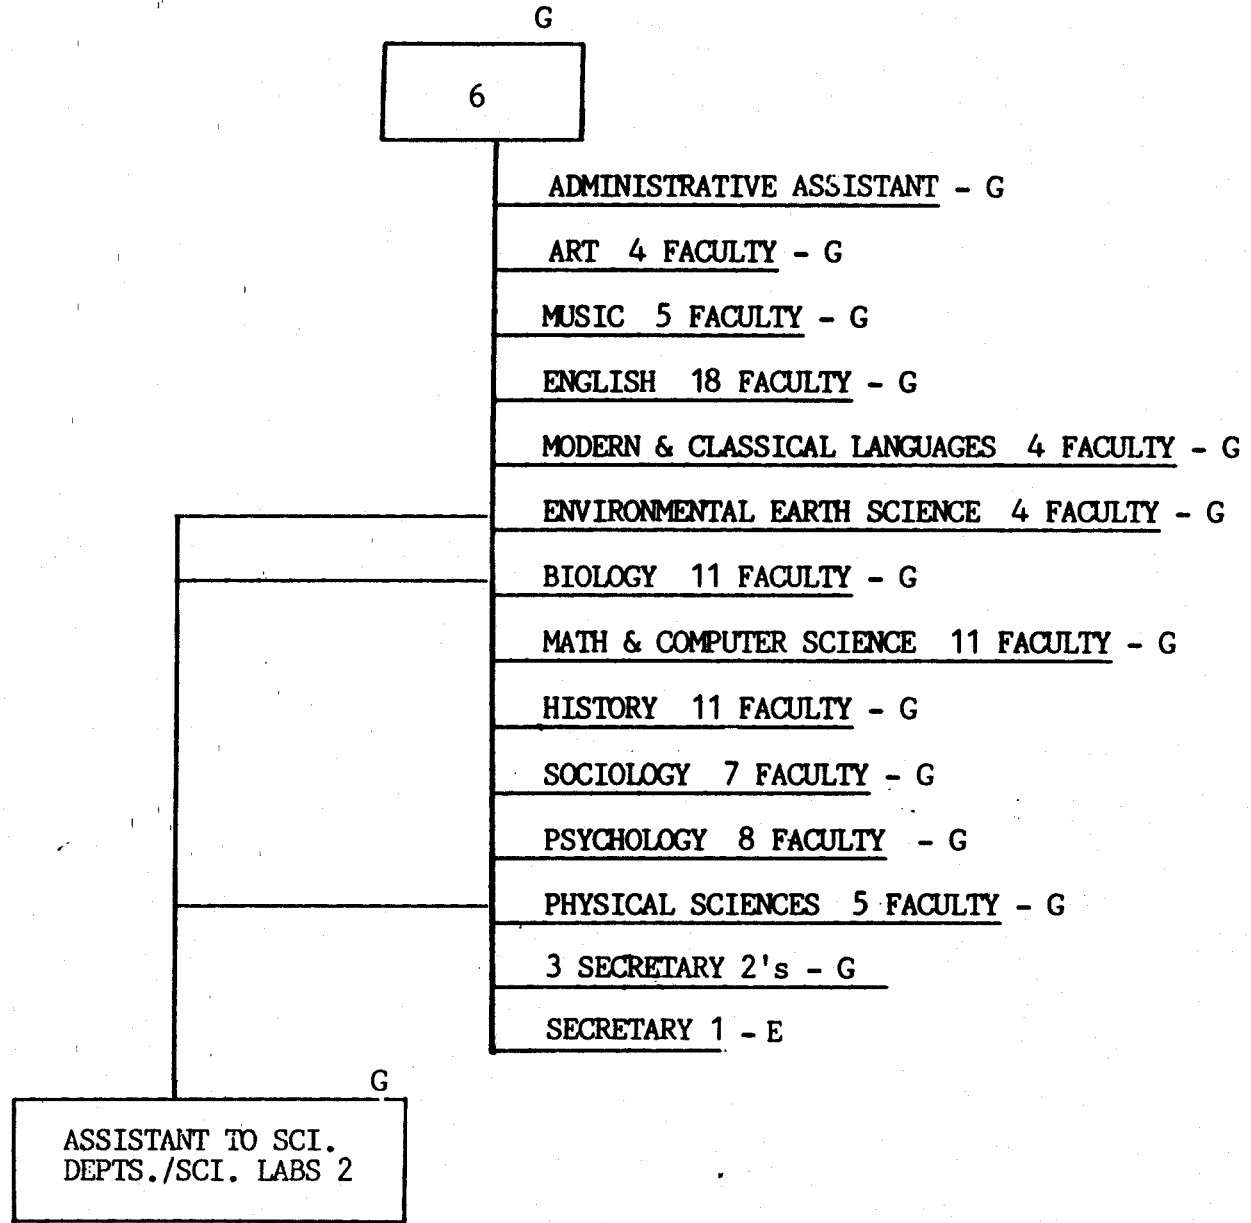 G
6
ADMINISTRATIVE ASSISTANT - G
ART 4 FACULTY - G
MUSIC 5 FACULTY - G
ENGLISH 18 FACULTY - G
MODERN & CLASSICAL LANGUAGES 4 FACULTY - G
ENVIRONMENTAL EARTH SCIENCE 4 FACULTY - G
BIOLOGY 11 FACULTY - G
MATH & COMPUTER SCIENCE 11 FACULTY - G
HISTORY 11 FACULTY - G
SOCIOLOGY 7 FACULTY - G
PSYCHOLOGY 8 FACULTY - G
PHYSICAL SCIENCES 5 FACULTY - G
3 SECRETARY 2's - G
SECRETARY 1 - E
G
ASSISTANT TO SCI.
DEPTS./SCI. LABS 2